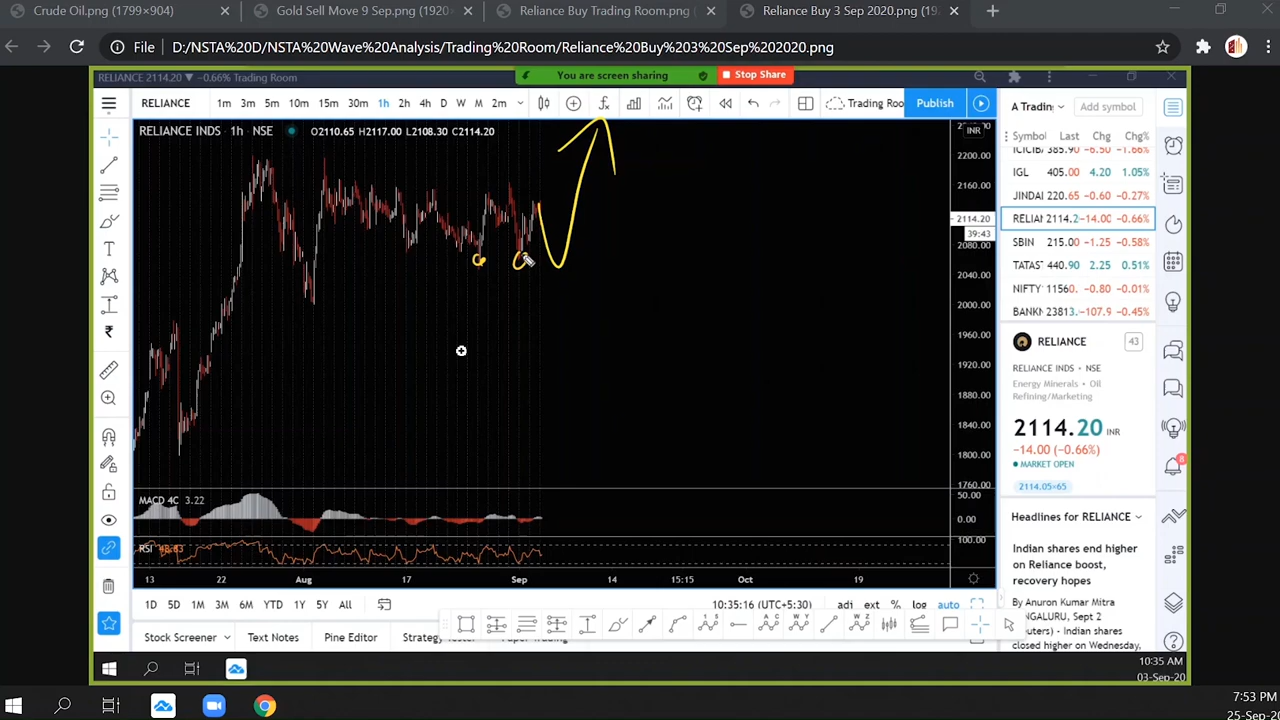 Crude Oil.png (1799×904)
Gold Sell Move 9 Sep.png (1920×
Reliance Buy Trading Room.png (
Reliance Buy 3 Sep 2020.png (19
File D:/NSTA%20D/NSTA%20Wave%20Analysis/Trading%20Room/Reliance%20Buy%203%20Sep%202020.png
RELIANCE 2114.20 ▼ −0.66% Trading Room
You are screen sharing
Stop Share
RELIANCE 1m 3m 5m 10m 15m 30m 1h 2h 4h D W M 2m
Trading Roo
Publish
A Tradin
Add symbol
RELIANCE INDS · 1h · NSE O2110.65 H2117.00 L2108.30 C2114.20
INR
Symbol Last Chg Chg%
385.90 −6.50 −1.66%
IGL 405.00 4.20 1.05%
JINDAI 220.65 −0.60 −0.27%
RELIAN 2114.2 −14.00 −0.66%
SBIN 215.00 −1.25 −0.58%
TATAST 440.90 2.25 0.51%
NIFTY 11560. −0.80 −0.01%
BANKN 23813. −107.9 −0.45%
2200.00
2160.00
2114.20
39:43
2080.00
2040.00
2000.00
1960.00
1920.00
1880.00
1840.00
1800.00
1760.00
RELIANCE 43
RELIANCE INDS • NSE
Energy Minerals • Oil
Refining/Marketing
2114.20 INR
−14.00 (−0.66%)
MARKET OPEN
2114.05×65
MACD 4C 3.22
50.00
0.00
RSI
100.00
13 22 Aug 17 Sep 14 15:15 Oct 19
Headlines for RELIANCE
Indian shares end higher
on Reliance boost,
recovery hopes
By Anuron Kumar Mitra
1D 5D 1M 3M 6M YTD 1Y 5Y All
10:35:16 (UTC+5:30) adj ext % log auto
closed higher on Wednesday,
Stock Screener Text Notes Pine Editor
8
10:35 AM
03-Sep-20
7:53 PM
25-Sep-20